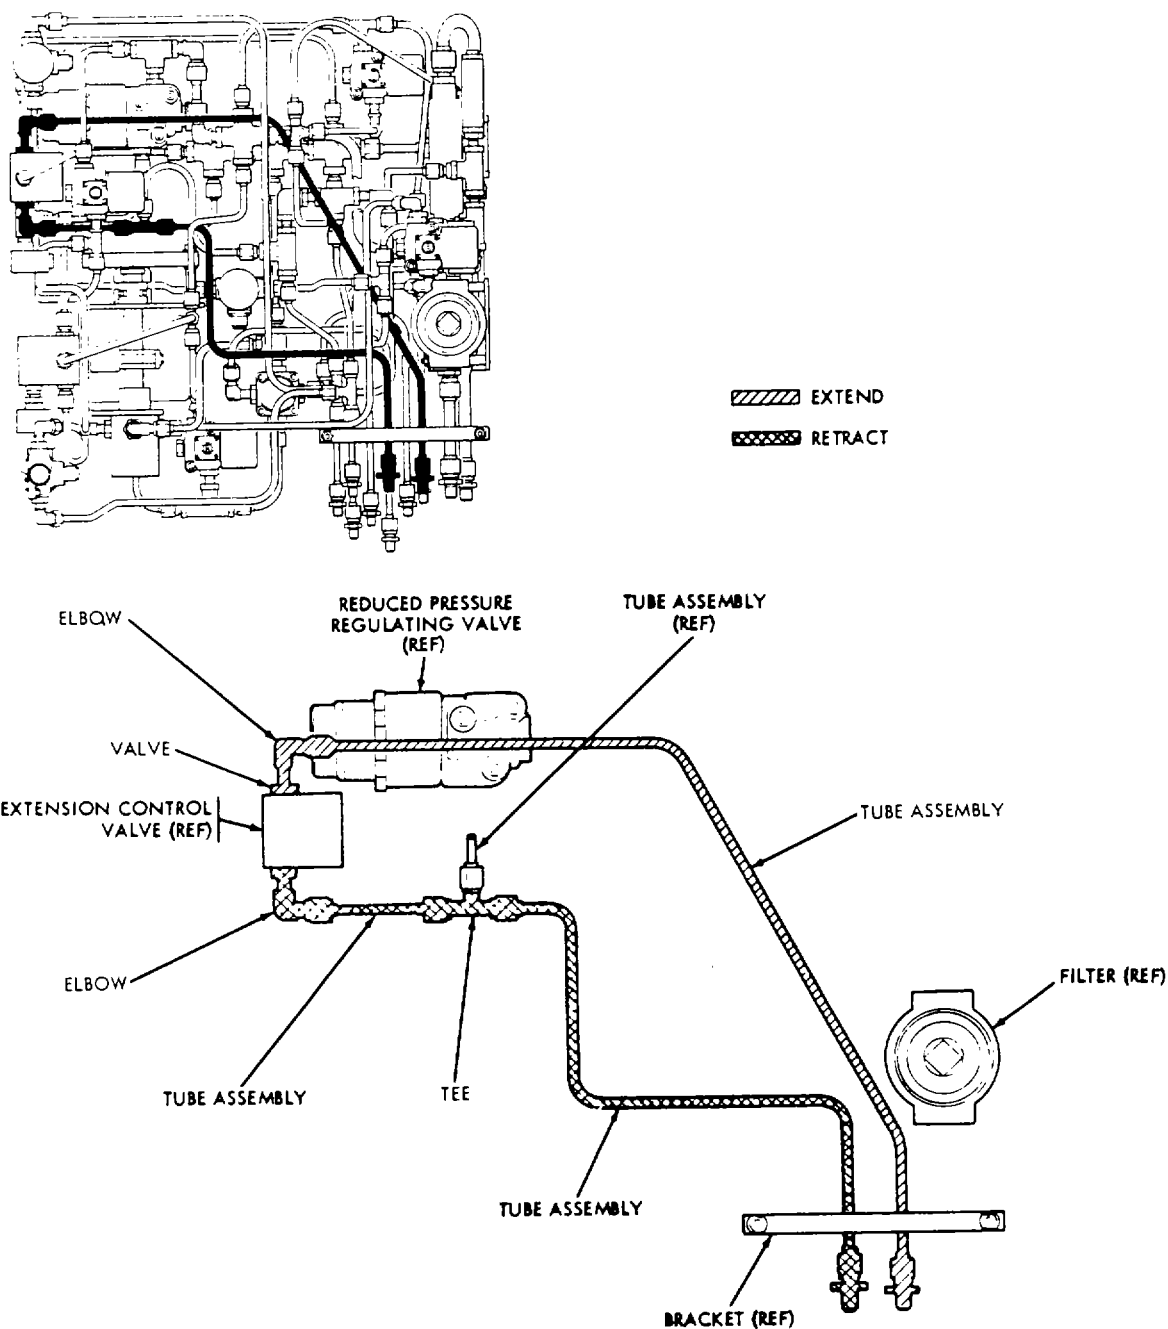 EXTEND
RETRACT
ELBOW
REDUCED PRESSURE
REGULATING VALVE
(REF)
TUBE ASSEMBLY
(REF)
VALVE
EXTENSION CONTROL
VALVE (REF)
TUBE ASSEMBLY
ELBOW
FILTER (REF)
TUBE ASSEMBLY
TEE
TUBE ASSEMBLY
BRACKET (REF)